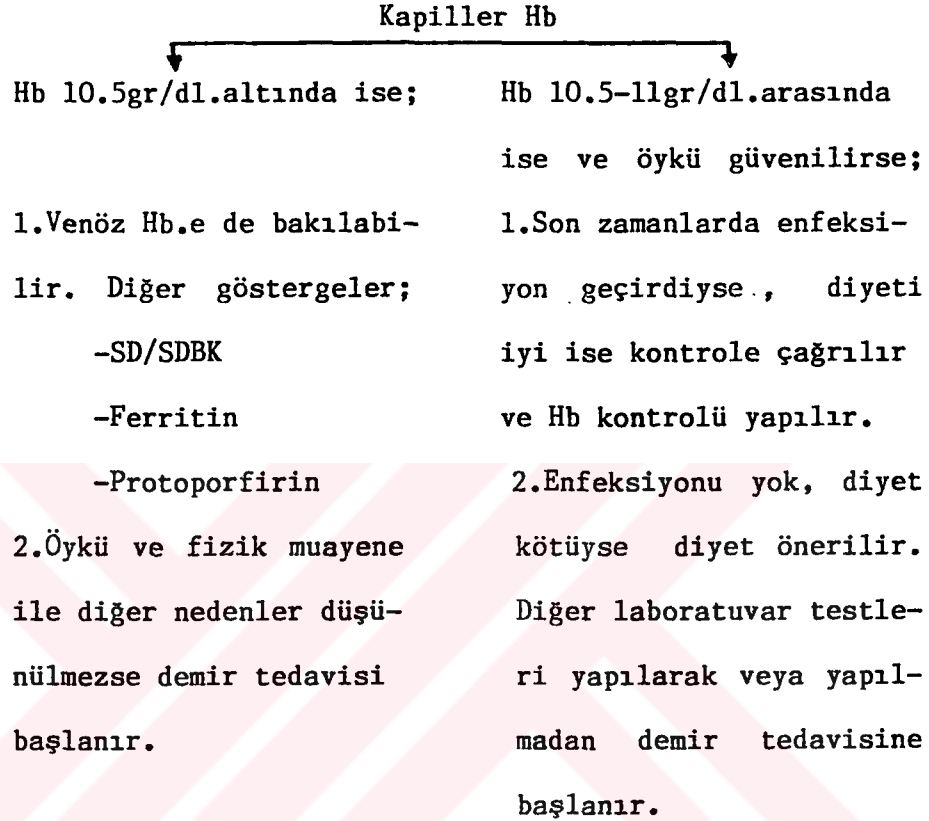 Kapiller Hb
Hb 10.5gr/dl.altında ise;
1.Venöz Hb.e de bakılabi-
lir. Diğer göstergeler;
-SD/SDBK
-Ferritin
-Protoporfirin
2.Öykü ve fizik muayene
ile diğer nedenler düşü-
nülmezse demir tedavisi
başlanır.
Hb 10.5-11gr/dl.arasında
ise ve öykü güvenilirse;
1.Son zamanlarda enfeksi-
yon geçirdiyse., diyeti
iyi ise kontrole çağrılır
ve Hb kontrolü yapılır.
2.Enfeksiyonu yok, diyet
kötüyse diyet önerilir.
Diğer laboratuvar testle-
ri yapılarak veya yapıl-
madan demir tedavisine
başlanır.